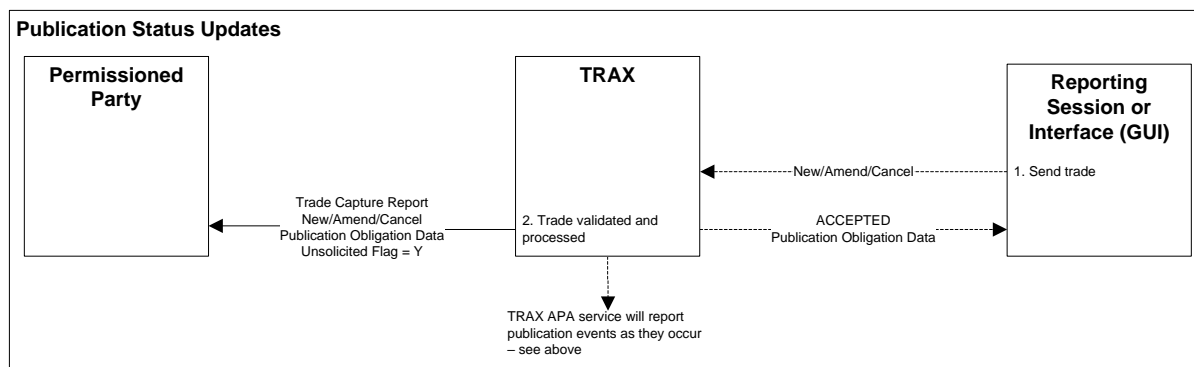 Publication Status Updates
Permissioned
Party
TRAX
Reporting
Session or
Interface (GUI)
New/Amend/Cancel
1. Send trade
Trade Capture Report
New/Amend/Cancel
Publication Obligation Data
Unsolicited Flag = Y
2. Trade validated and
processed
ACCEPTED
Publication Obligation Data
TRAX APA service will report
publication events as they occur
– see above